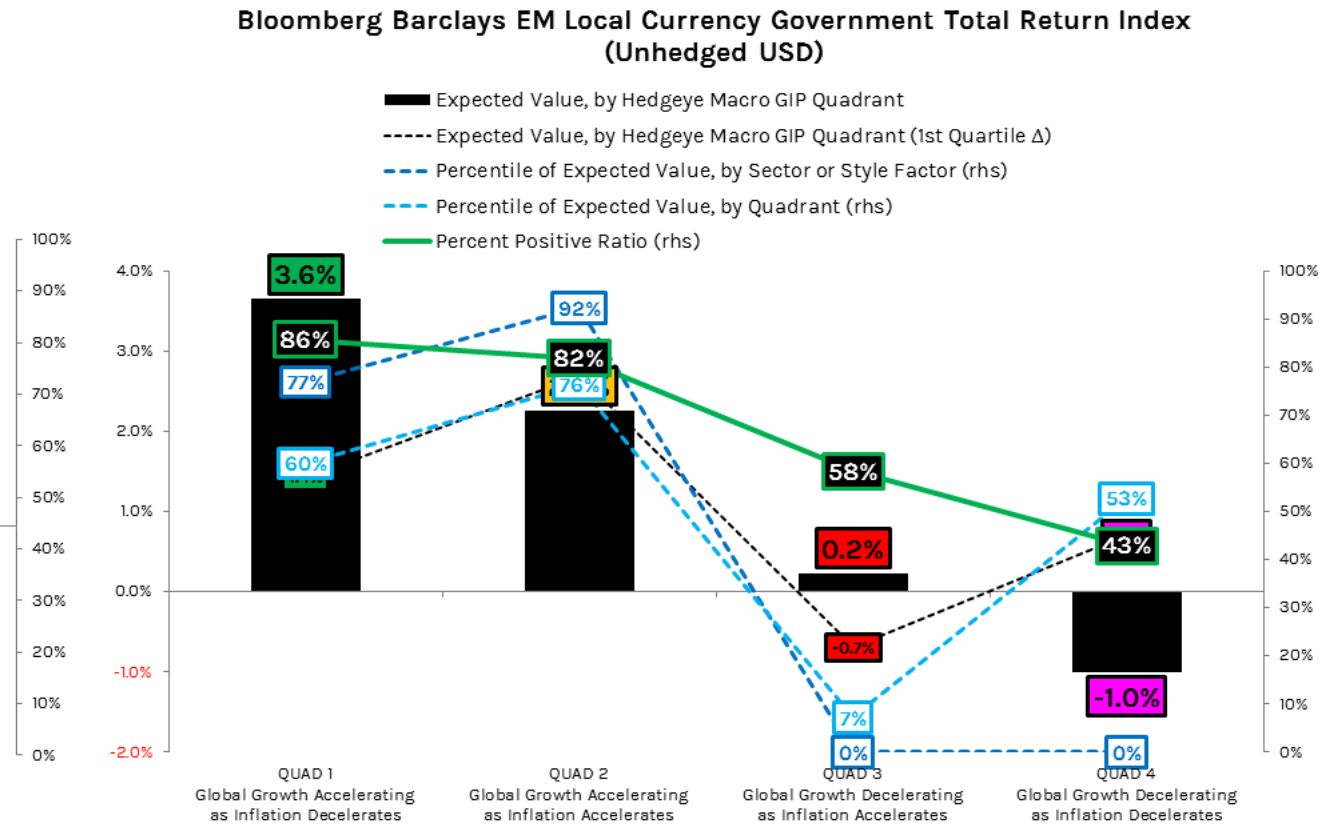 Bloomberg Barclays EM Local Currency Government Total Return Index
(Unhedged USD)
Expected Value, by Hedgeye Macro GIP Quadrant
Expected Value, by Hedgeye Macro GIP Quadrant (1st Quartile Δ)
Percentile of Expected Value, by Sector or Style Factor (rhs)
Percentile of Expected Value, by Quadrant (rhs)
Percent Positive Ratio (rhs)
100%
90%
80%
70%
60%
50%
40%
30%
20%
10%
0%
4.0%
3.0%
2.0%
1.0%
0.0%
-1.0%
-2.0%
3.6%
86%
77%
60%
92%
82%
76%
58%
0.2%
-0.7%
7%
0%
53%
43%
-1.0%
0%
100%
90%
80%
70%
60%
50%
40%
30%
20%
10%
0%
QUAD 1
Global Growth Accelerating
as Inflation Decelerates
QUAD 2
Global Growth Accelerating
as Inflation Accelerates
QUAD 3
Global Growth Decelerating
as Inflation Accelerates
QUAD 4
Global Growth Decelerating
as Inflation Decelerates